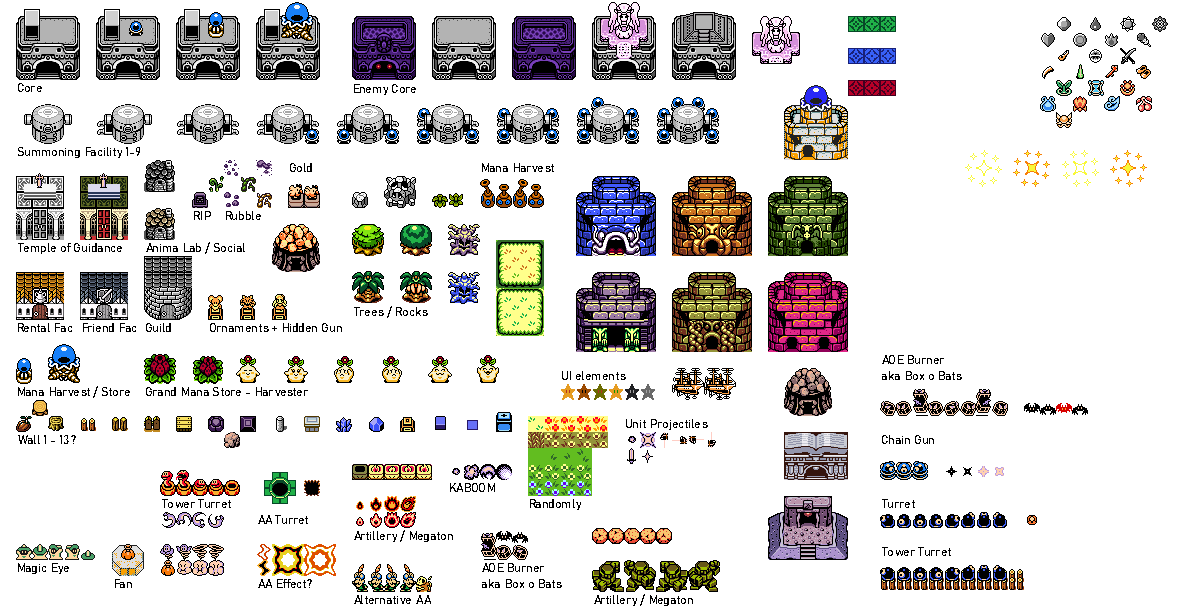 Core
Enemy Core
Summoning Facility 1-9
Gold
Mana Harvest
RIP
Rubble
Temple of Guidance
Anima Lab / Social
Trees / Rocks
Rental Fac
Friend Fac
Guild
Ornaments + Hidden Gun
Mana Harvest / Store
Grand Mana Store - Harvester
UI elements
AOE Burner
aka Box o Bats
Wall 1 - 13?
Unit Projectiles
Chain Gun
KABOOM
Randomly
Tower Turret
AA Turret
Artillery / Megaton
Turret
Tower Turret
Magic Eye
Fan
AA Effect?
Alternative AA
AOE Burner
aka Box o Bats
Artillery / Megaton